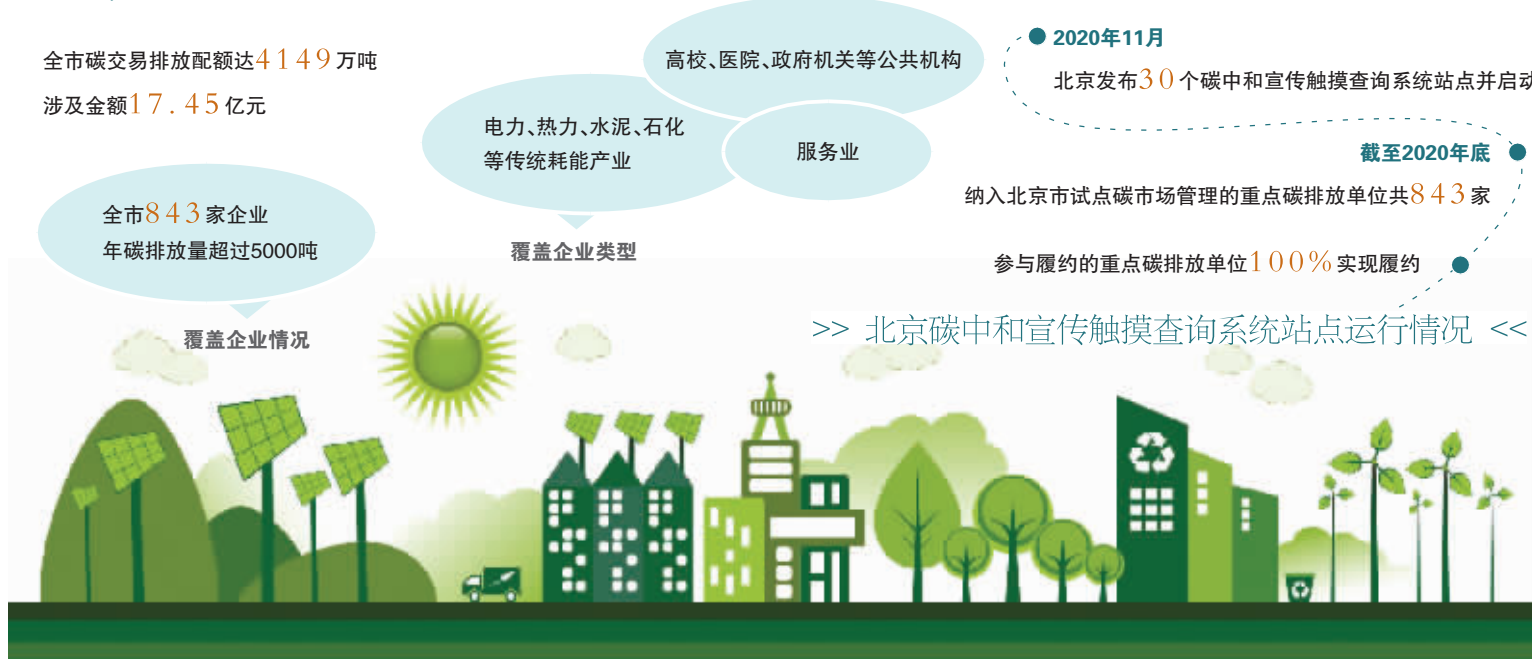 全市碳交易排放配额达4149万吨
涉及金额17.45亿元
全市843家企业
年碳排放量超过5000吨
覆盖企业情况
高校、医院、政府机关等公共机构
电力、热力、水泥、石化
等传统耗能产业
服务业
覆盖企业类型
2020年11月
北京发布30个碳中和宣传触摸查询系统站点并启动
截至2020年底
纳入北京市试点碳市场管理的重点碳排放单位共843家
参与履约的重点碳排放单位100%实现履约
>> 北京碳中和宣传触摸查询系统站点运行情况 <<